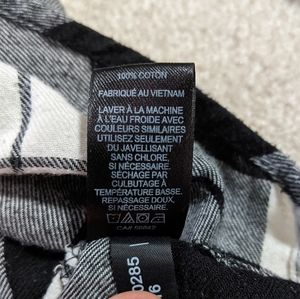 100% COTON
FABRIQUÉ AU VIETNAM
LAVER À LA MACHINE
À L'EAU FROIDE AVEC
COULEURS SIMILAIRES
UTILISEZ SEULEMENT
DU JAVELLISANT
SANS CHLORE,
SI NÉCESSAIRE.
SÉCHAGE PAR
CULBUTAGE À
TEMPÉRATURE BASSE.
REPASSAGE DOUX,
SI NÉCESSAIRE.
0285